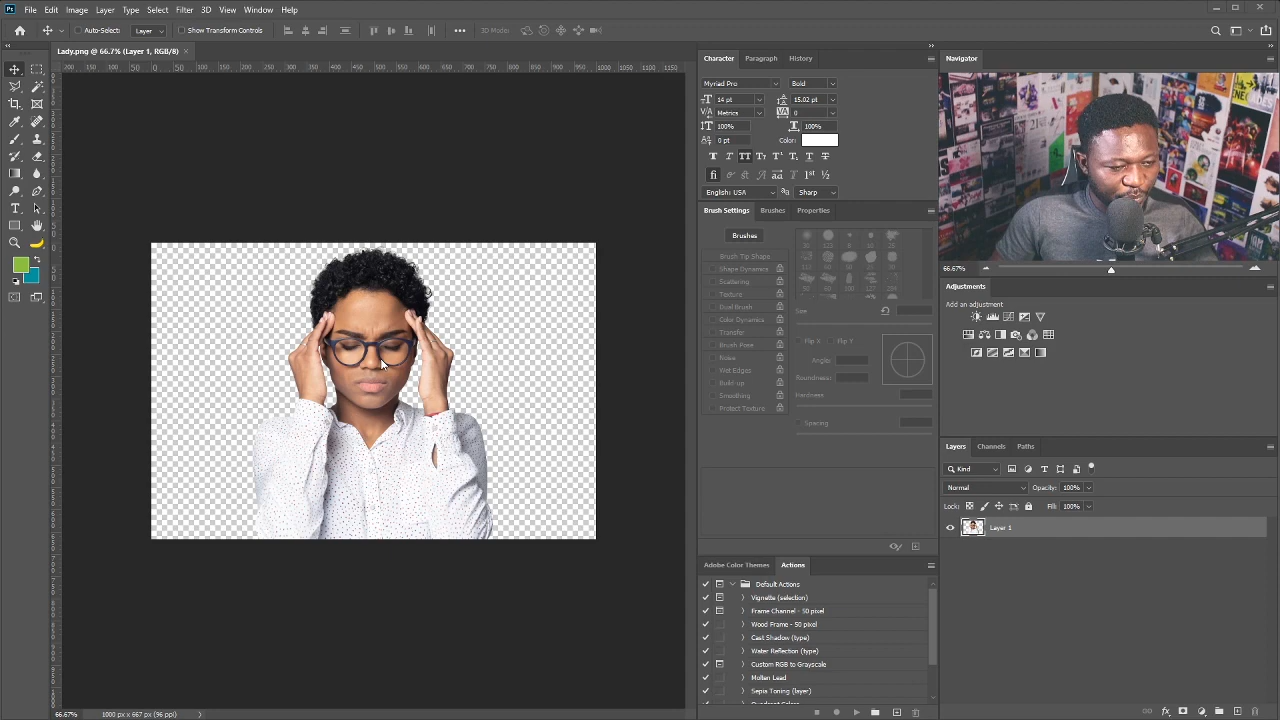 Ps File Edit Image Layer Type Select Filter 3D View Window Help
Auto-Select: Layer Show Transform Controls 3D Mode:
Lady.png @ 66.7% (Layer 1, RGB/8)
Character Paragraph History
Myriad Pro Bold
14 pt 15.02 pt
Metrics 0
100% 100%
0 pt Color:
English: USA Sharp
Brush Settings Brushes Properties
Brushes
Brush Tip Shape
Shape Dynamics
Scattering
Texture
Dual Brush
Color Dynamics
Transfer
Brush Pose
Noise
Wet Edges
Build-up
Smoothing
Protect Texture
Size
Flip X Flip Y
Angle:
Roundness:
Hardness
Spacing
Adobe Color Themes Actions
Default Actions
Vignette (selection)
Frame Channel - 50 pixel
Wood Frame - 50 pixel
Cast Shadow (type)
Water Reflection (type)
Custom RGB to Grayscale
Molten Lead
Sepia Toning (layer)
Quadrant Colors
Navigator
66.67%
Adjustments
Add an adjustment
Layers Channels Paths
Kind
Normal Opacity: 100%
Lock: Fill: 100%
Layer 1
66.67% 1000 px x 667 px (96 ppi)